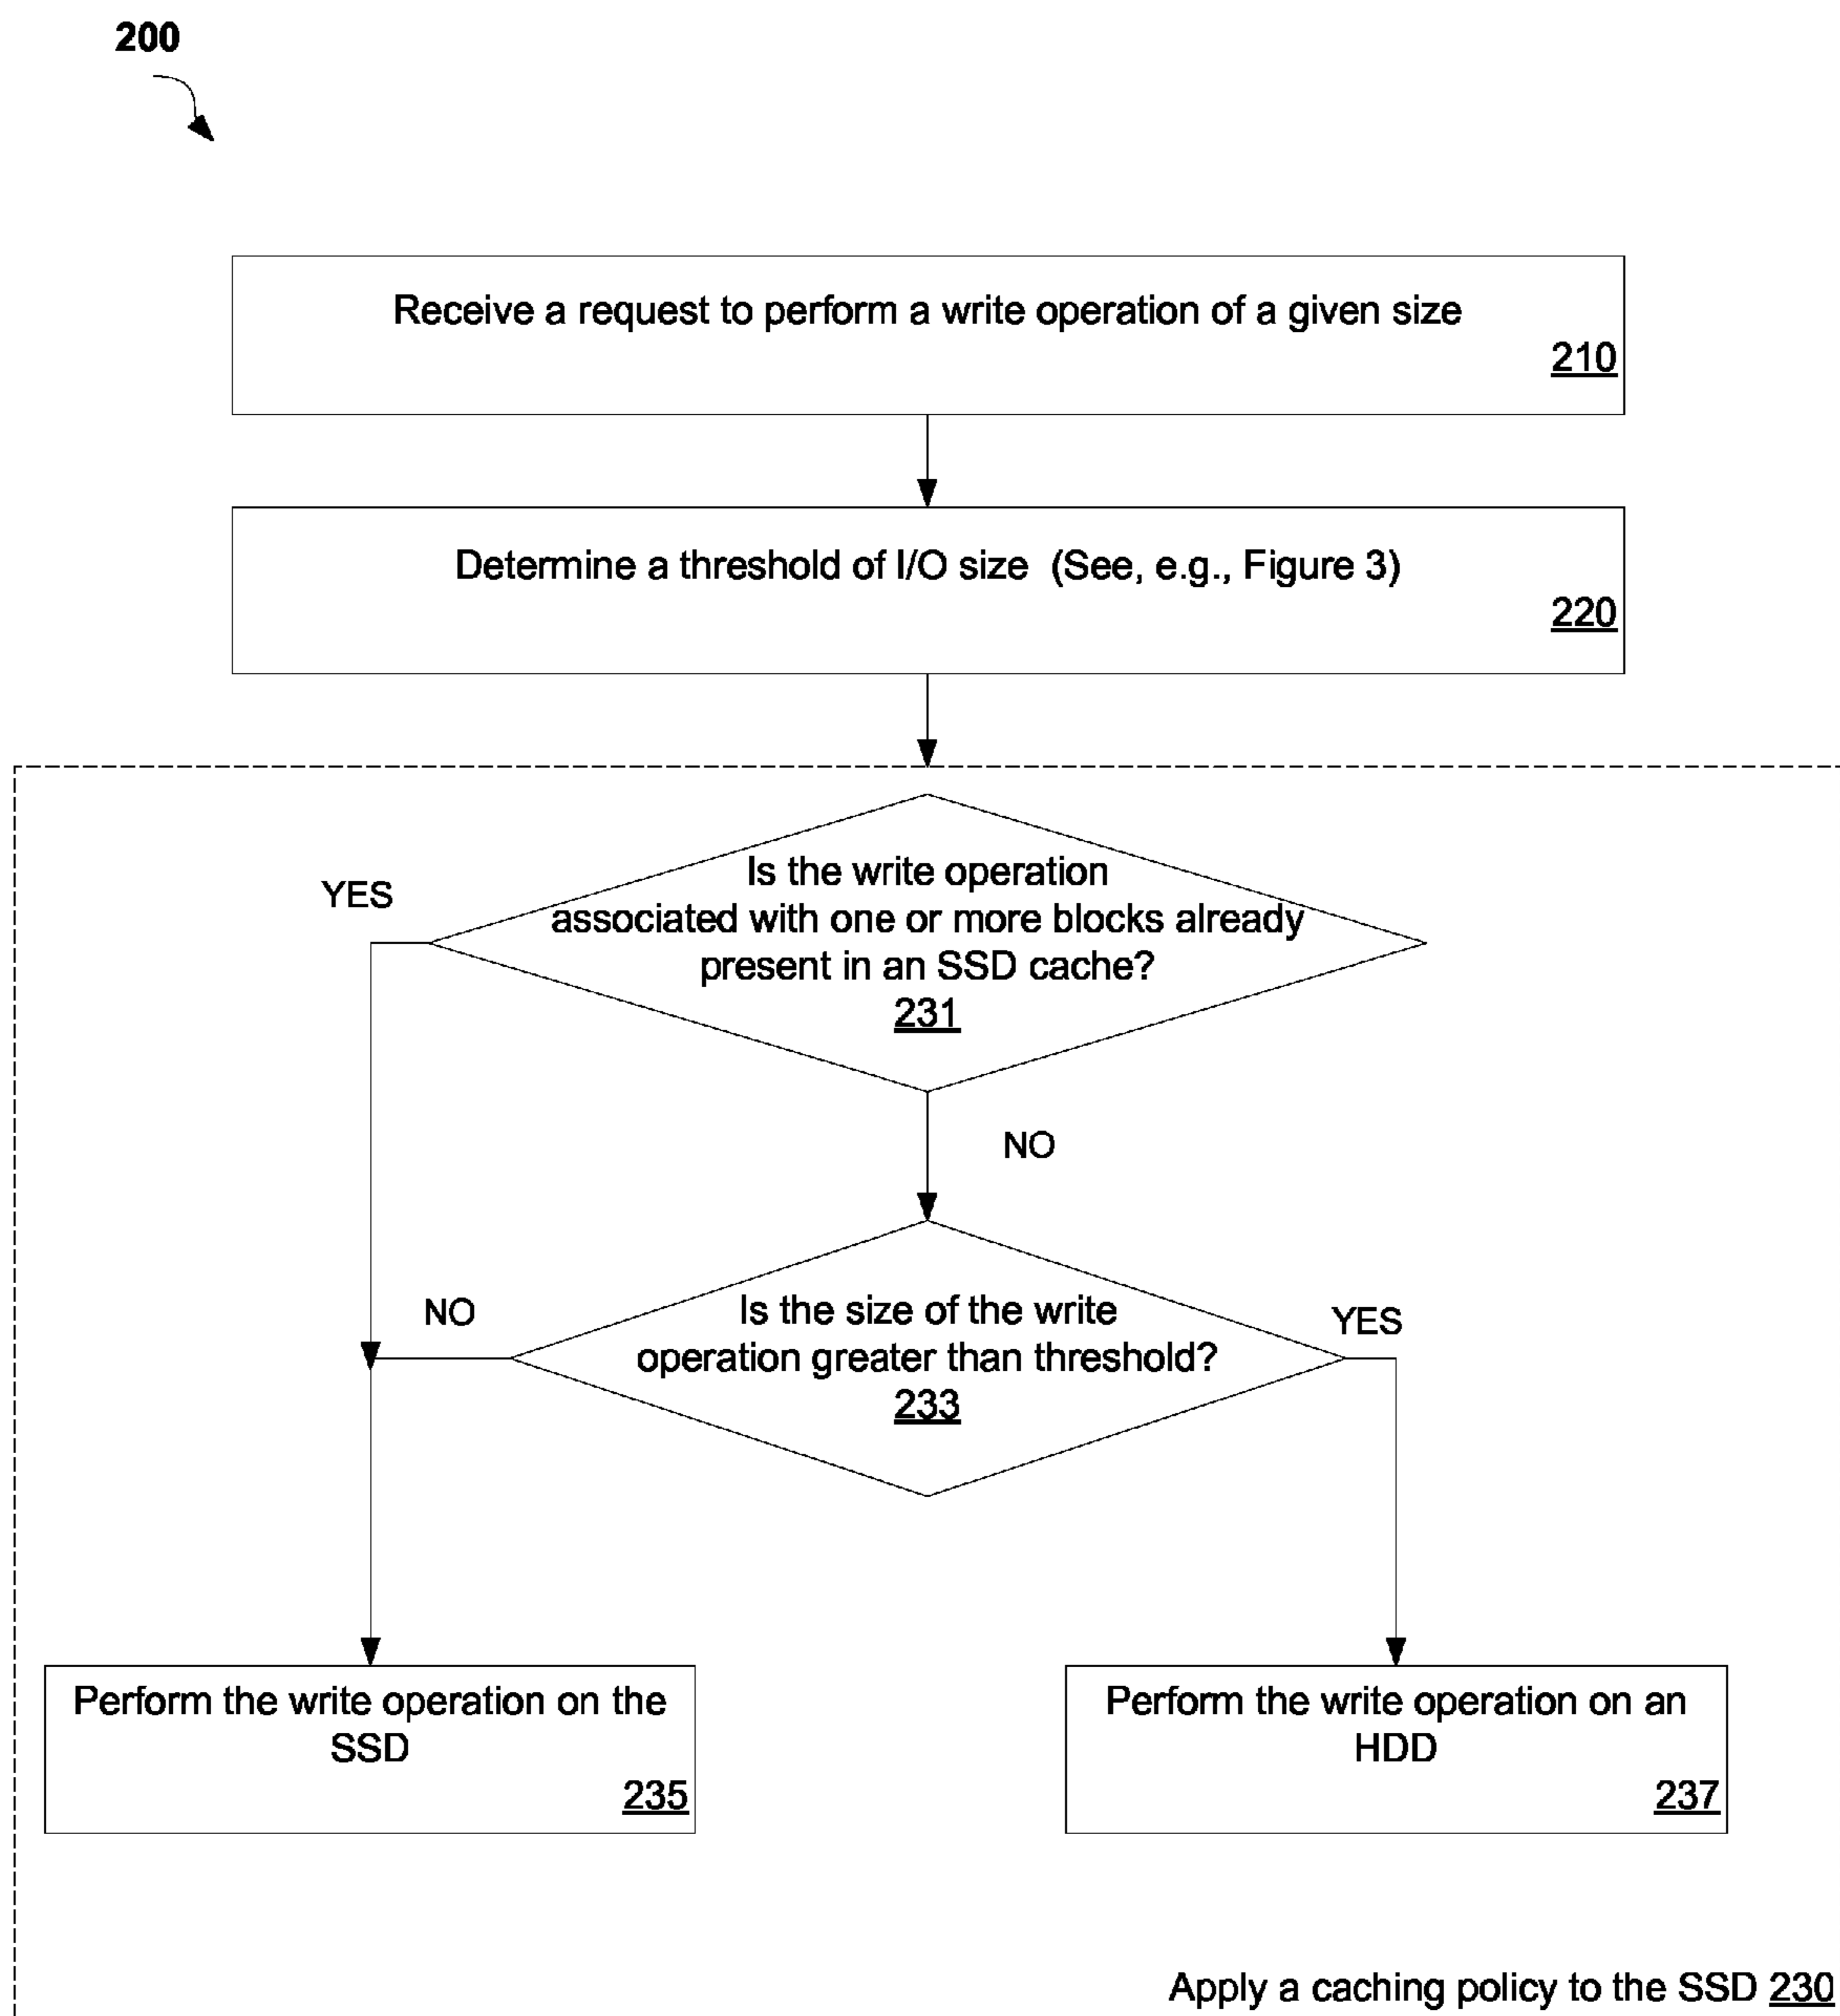 200
Receive a request to perform a write operation of a given size
210
Determine a threshold of I/O size (See, e.g., Figure 3)
220
Is the write operation
associated with one or more blocks already
present in an SSD cache?
231
YES
NO
Is the size of the write
operation greater than threshold?
233
NO
YES
Perform the write operation on the
SSD
235
Perform the write operation on an
HDD
237
Apply a caching policy to the SSD 230